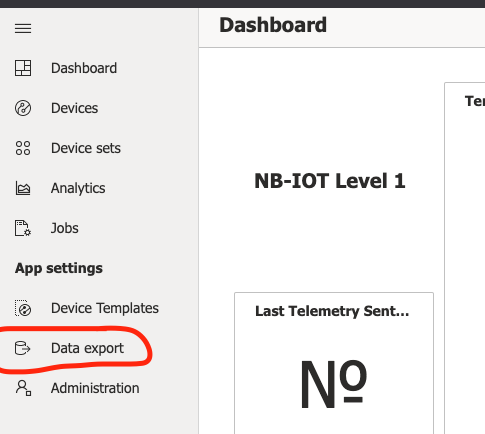 Dashboard
Dashboard
Devices
Device sets
Analytics
Jobs
App settings
Device Templates
Data export
Administration
NB-IOT Level 1
Last Telemetry Sent...
№